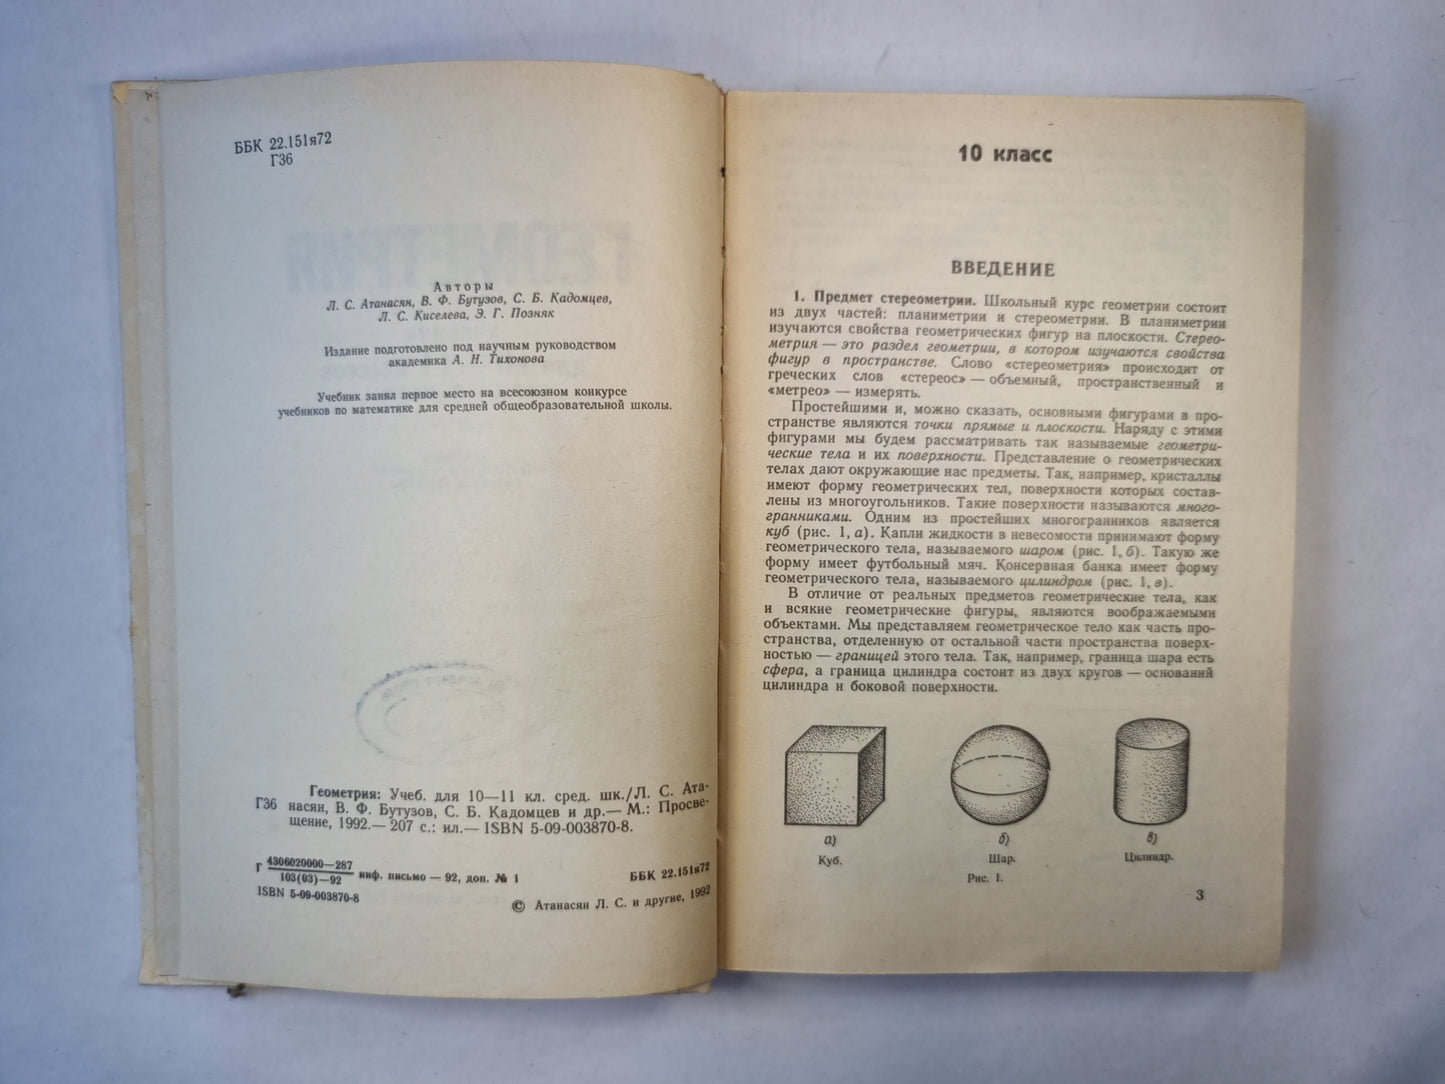 ББК 22.151я72
Г36
Авторы
Л. С. Атанасян, В. Ф. Бутузов, С. Б. Кадомцев,
Л. С. Киселева, Э. Г. Позняк
Издание подготовлено под научным руководством
академика А. Н. Тихонова
Учебник занял первое место на всесоюзном конкурсе
учебников по математике для средней общеобразовательной школы.
Геометрия: Учеб. для 10—11 кл. сред. шк./Л. С. Ата-
Г36 насян, В. Ф. Бутузов, С. Б. Кадомцев и др.— М.: Просве-
щение, 1992.— 207 с.: ил.— ISBN 5-09-003870-8.
Г 4306020000—287
103(03)—92 инф. письмо — 92, доп. № 1
ББК 22.151я72
ISBN 5-09-003870-8
© Атанасян Л. С. и другие, 1992
10 класс
ВВЕДЕНИЕ
1. Предмет стереометрии. Школьный курс геометрии состоит
из двух частей: планиметрии и стереометрии. В планиметрии
изучаются свойства геометрических фигур на плоскости. Стерео-
метрия — это раздел геометрии, в котором изучаются свойства
фигур в пространстве. Слово «стереометрия» происходит от
греческих слов «стереос» — объемный, пространственный и
«метрео» — измерять.
Простейшими и, можно сказать, основными фигурами в про-
странстве являются точки прямые и плоскости. Наряду с этими
фигурами мы будем рассматривать так называемые геометри-
ческие тела и их поверхности. Представление о геометрических
телах дают окружающие нас предметы. Так, например, кристаллы
имеют форму геометрических тел, поверхности которых состав-
лены из многоугольников. Такие поверхности называются много-
гранниками. Одним из простейших многогранников является
куб (рис. 1, а). Капли жидкости в невесомости принимают форму
геометрического тела, называемого шаром (рис. 1, б). Такую же
форму имеет футбольный мяч. Консервная банка имеет форму
геометрического тела, называемого цилиндром (рис. 1, в).
В отличие от реальных предметов геометрические тела, как
и всякие геометрические фигуры, являются воображаемыми
объектами. Мы представляем геометрическое тело как часть про-
странства, отделенную от остальной части пространства поверх-
ностью — границей этого тела. Так, например, граница шара есть
сфера, а граница цилиндра состоит из двух кругов — оснований
цилиндра и боковой поверхности.
а) б) в)
Куб. Шар. Цилиндр.
Рис. 1.
3